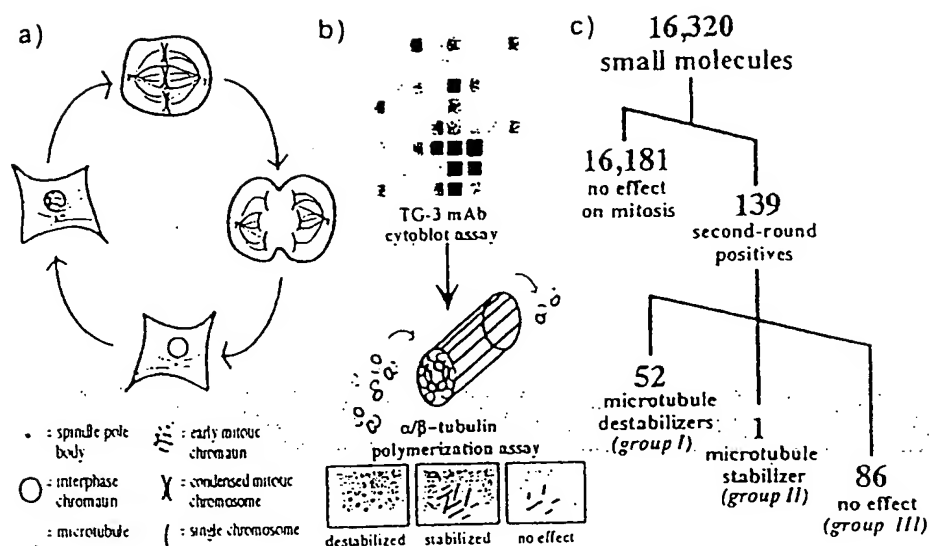 a)
b)
TG-3 mAb
cytoblot assay
α/β-tubulin
polymerization assay
destabilized
stabilized
no effect
c)
16,320
small molecules
16,181
no effect
on mitosis
139
second-round
positives
52
microtubule
destabilizers
(group I)
1
microtubule
stabilizer
(group II)
86
no effect
(group III)
: spindle pole
body
: interphase
chromatin
: microtubule
: early mitotic
chromatin
: condensed mitotic
chromosome
: single chromosome